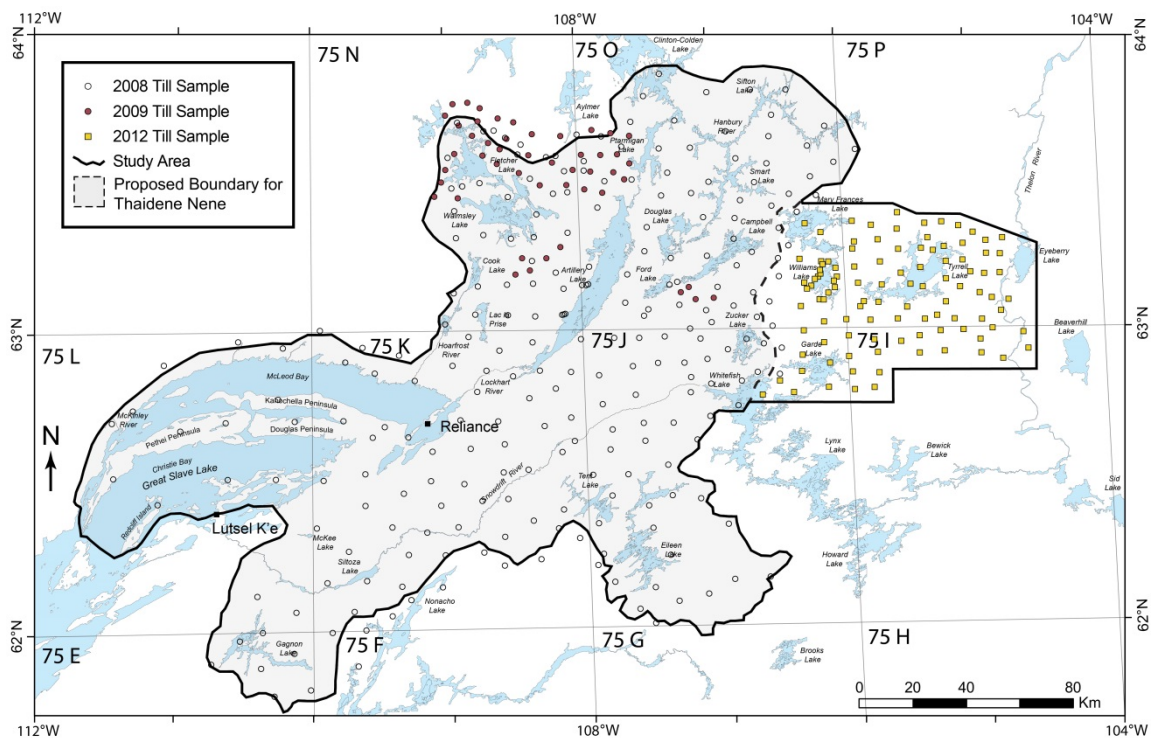 112°W
108°W
104°W
64°N
64°N
75 N
75 O
75 P
Clinton-Colden
Lake
2008 Till Sample
2009 Till Sample
2012 Till Sample
Study Area
Proposed Boundary for
Thaidene Nene
Sifton
Lake
Aylmer
Lake
Hanbury
River
Ptarmigan
Lake
Fletcher
Lake
Smart
Lake
Thelon River
Mary Frances
Lake
Walmsley
Lake
Douglas
Lake
Campbell
Lake
Cook
Lake
Artillery
Lake
Ford
Lake
Williams
Lake
Tyrrell
Lake
Eyeberry
Lake
Lac la
Prise
Zucker
Lake
Beaverhill
Lake
63°N
63°N
75 L
75 K
75 J
75 I
Hoarfrost
River
Garde
Lake
McLeod Bay
Lockhart
River
Whitefish
Lake
McKinley
River
Kahochella Peninsula
Pethei Peninsula
Douglas Peninsula
Reliance
N
Christie Bay
Great Slave Lake
Lynx
Lake
Bewick
Lake
Snowdrift River
Tent
Lake
Sid
Lake
Redcliff Island
Lutsel K'e
McKee
Lake
Siltoza
Lake
Eileen
Lake
Howard
Lake
Nonacho
Lake
62°N
62°N
75 E
75 F
75 G
75 H
Gagnon
Lake
Brooks
Lake
0 20 40 60 80
Km
112°W
108°W
104°W